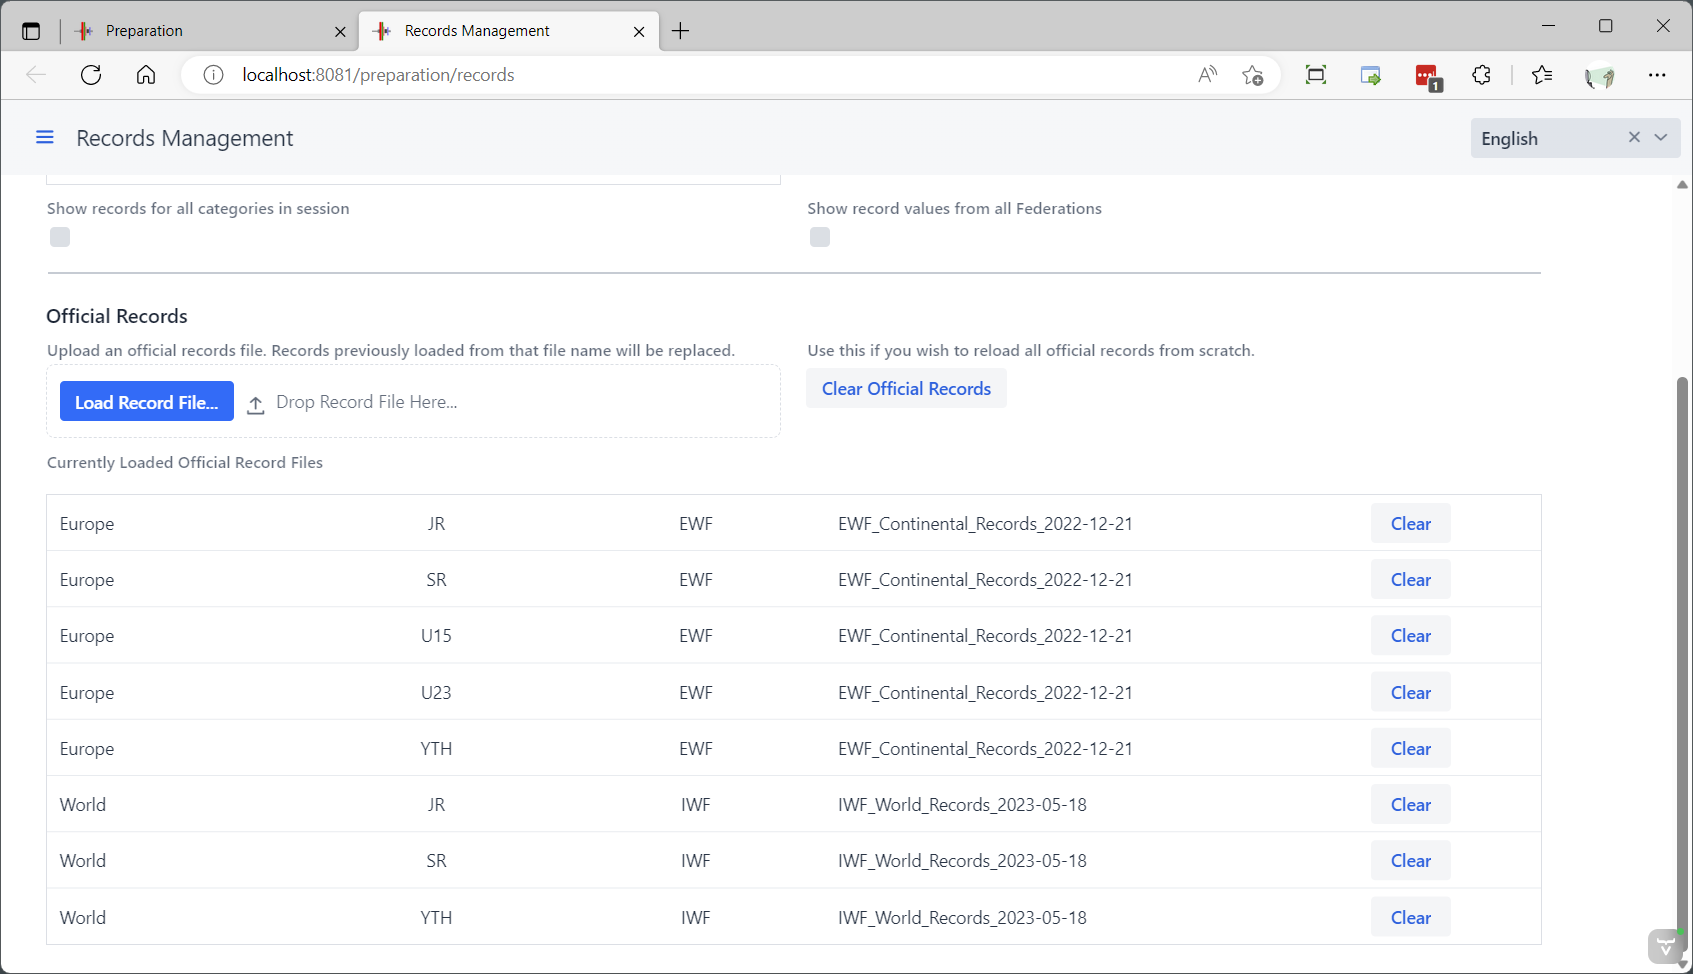 Preparation
Records Management
localhost:8081/preparation/records
1
Records Management
English
Show records for all categories in session
Show record values from all Federations
Official Records
Upload an official records file. Records previously loaded from that file name will be replaced.
Use this if you wish to reload all official records from scratch.
Load Record File...
Drop Record File Here...
Clear Official Records
Currently Loaded Official Record Files
Europe JR EWF EWF_Continental_Records_2022-12-21 Clear
Europe SR EWF EWF_Continental_Records_2022-12-21 Clear
Europe U15 EWF EWF_Continental_Records_2022-12-21 Clear
Europe U23 EWF EWF_Continental_Records_2022-12-21 Clear
Europe YTH EWF EWF_Continental_Records_2022-12-21 Clear
World JR IWF IWF_World_Records_2023-05-18 Clear
World SR IWF IWF_World_Records_2023-05-18 Clear
World YTH IWF IWF_World_Records_2023-05-18 Clear